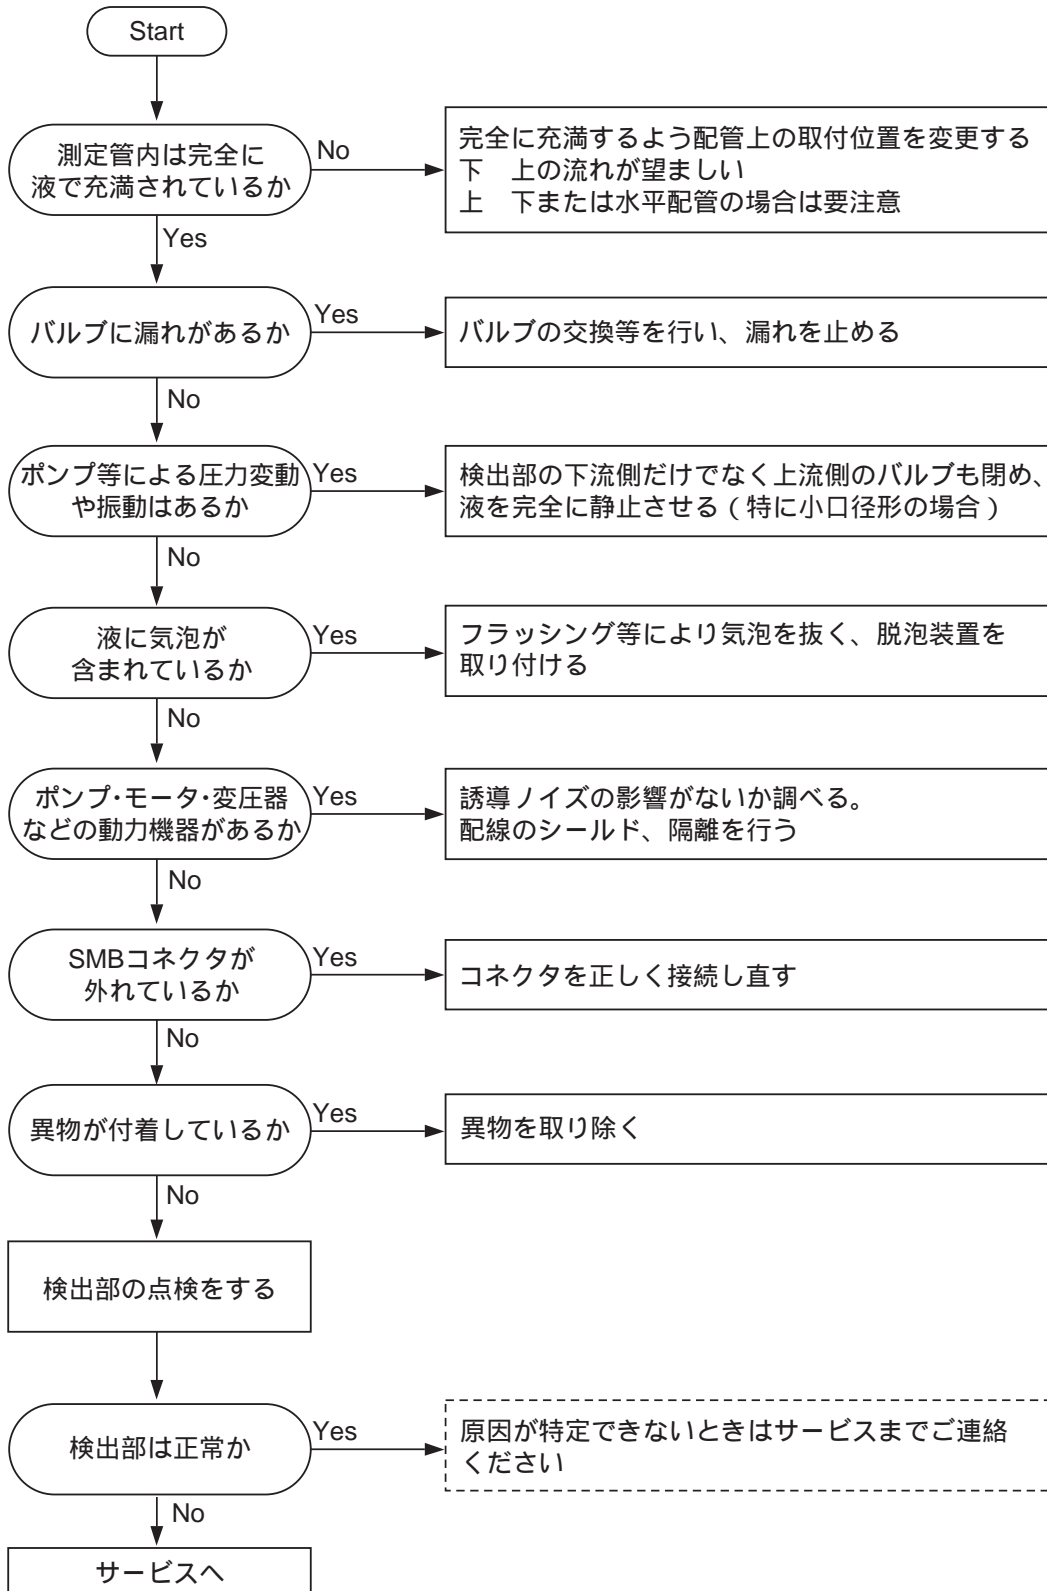 Start
測定管内は完全に
液で充満されているか
No
完全に充満するよう配管上の取付位置を変更する
下　上の流れが望ましい
上　下または水平配管の場合は要注意
Yes
バルブに漏れがあるか
Yes
バルブの交換等を行い、漏れを止める
No
ポンプ等による圧力変動
や振動はあるか
Yes
検出部の下流側だけでなく上流側のバルブも閉め、
液を完全に静止させる（特に小口径形の場合）
No
液に気泡が
含まれているか
Yes
フラッシング等により気泡を抜く、脱泡装置を
取り付ける
No
ポンプ・モータ・変圧器
などの動力機器があるか
Yes
誘導ノイズの影響がないか調べる。
配線のシールド、隔離を行う
No
SMBコネクタが
外れているか
Yes
コネクタを正しく接続し直す
No
異物が付着しているか
Yes
異物を取り除く
No
検出部の点検をする
検出部は正常か
Yes
原因が特定できないときはサービスまでご連絡
ください
No
サービスへ